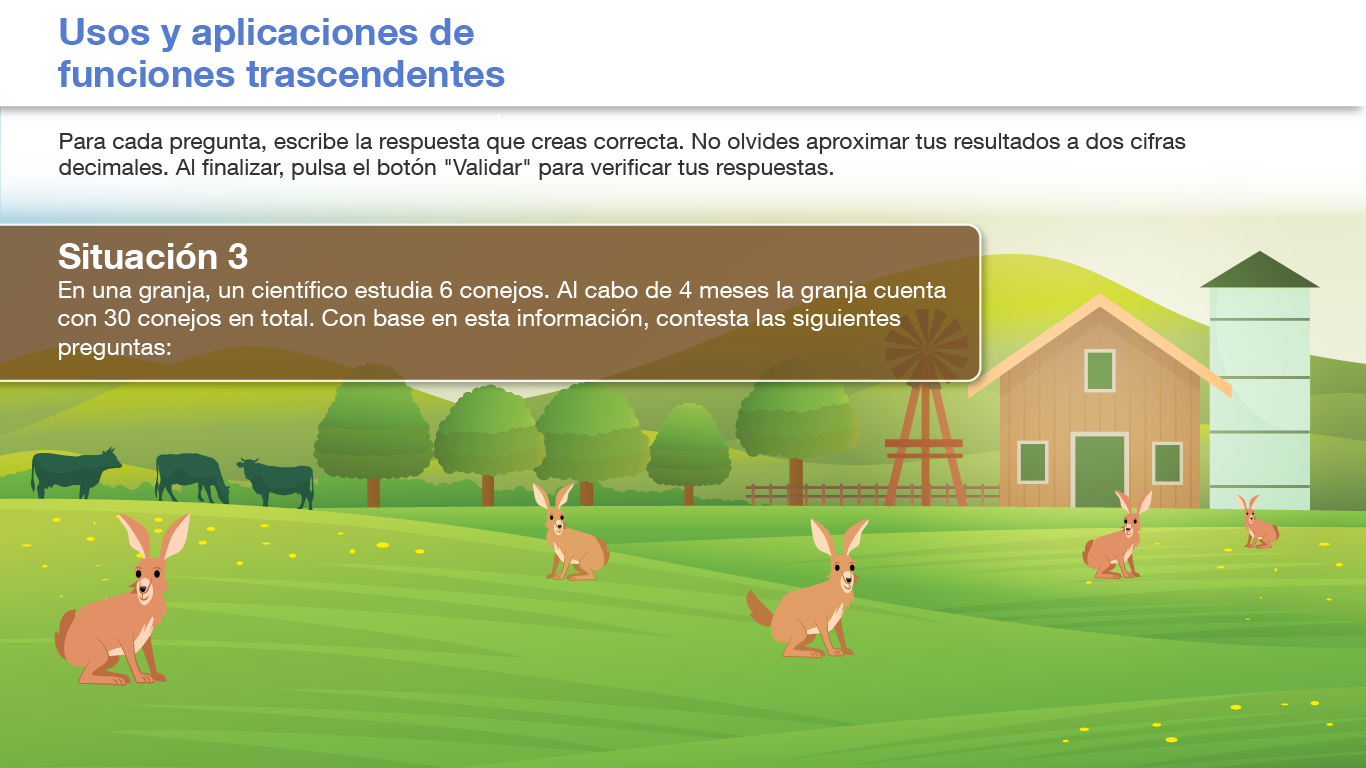 Usos y aplicaciones de
funciones trascendentes
Para cada pregunta, escribe la respuesta que creas correcta. No olvides aproximar tus resultados a dos cifras
decimales. Al finalizar, pulsa el botón "Validar" para verificar tus respuestas.
Situación 3
En una granja, un científico estudia 6 conejos. Al cabo de 4 meses la granja cuenta
con 30 conejos en total. Con base en esta información, contesta las siguientes
preguntas: